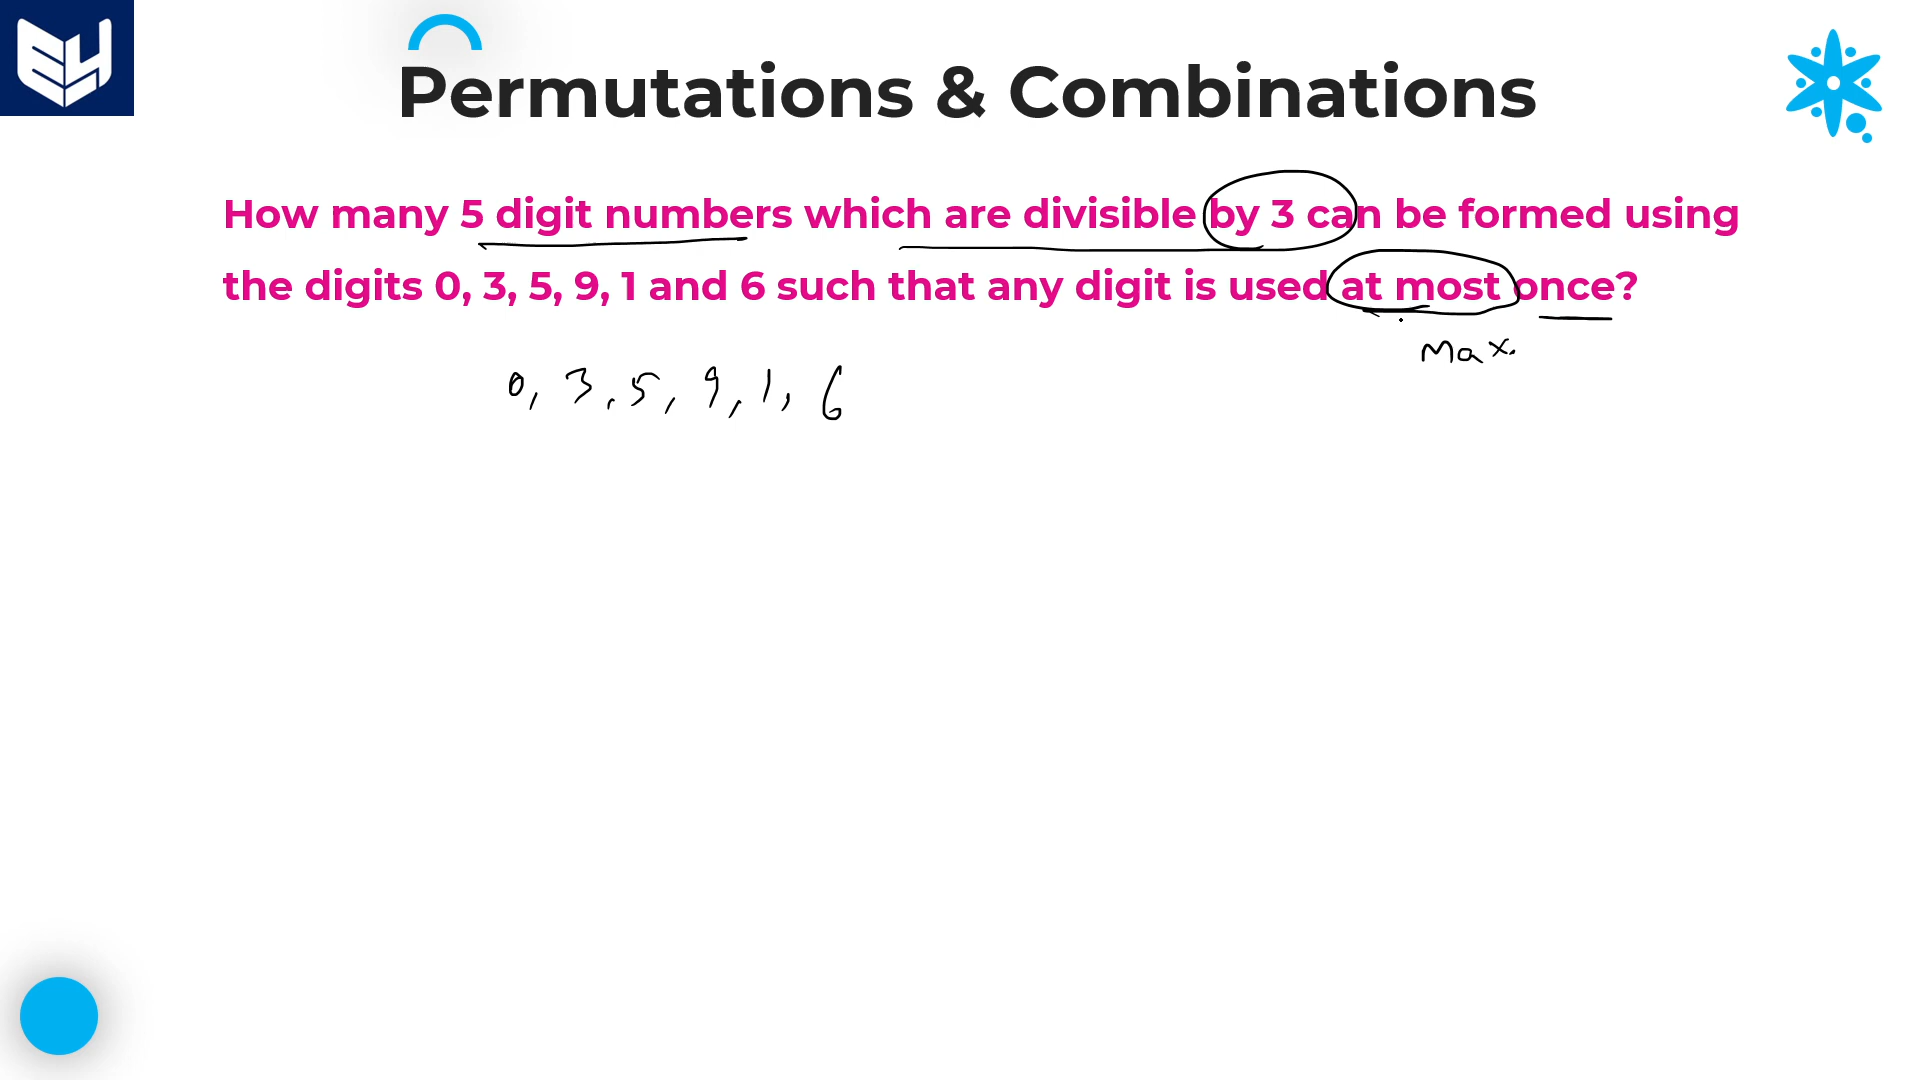 Permutations & Combinations
How many 5 digit numbers which are divisible by 3 can be formed using
the digits 0, 3, 5, 9, 1 and 6 such that any digit is used at most once?
Max.
0, 3, 5, 9, 1, 6